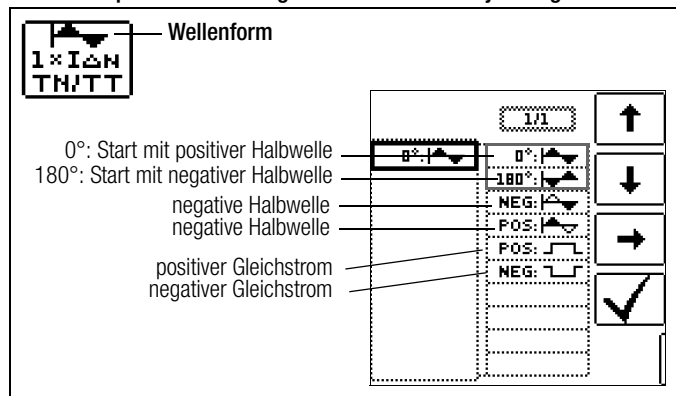 Wellenform
1×IΔN
TN/TT
1/1
0°: Start mit positiver Halbwelle
0°:
0°:
180°: Start mit negativer Halbwelle
180°:
negative Halbwelle
NEG:
negative Halbwelle
POS:
positiver Gleichstrom
POS:
negativer Gleichstrom
NEG: